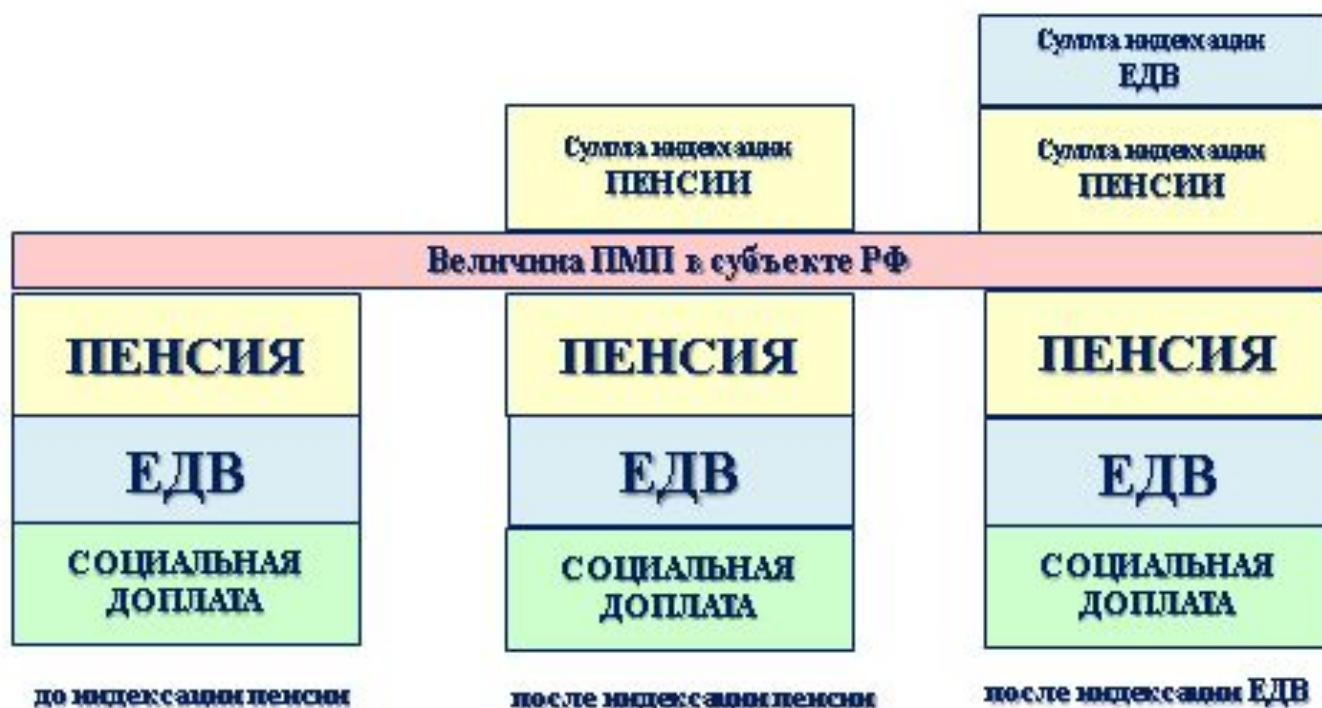 Сумма индексации
ЕДВ
Сумма индексации
ПЕНСИИ
Сумма индексации
ПЕНСИИ
Величина ПМП в субъекте РФ
ПЕНСИЯ
ПЕНСИЯ
ПЕНСИЯ
ЕДВ
ЕДВ
ЕДВ
СОЦИАЛЬНАЯ
ДОПЛАТА
СОЦИАЛЬНАЯ
ДОПЛАТА
СОЦИАЛЬНАЯ
ДОПЛАТА
до индексации пенсии
после индексации пенсии
после индексации ЕДВ